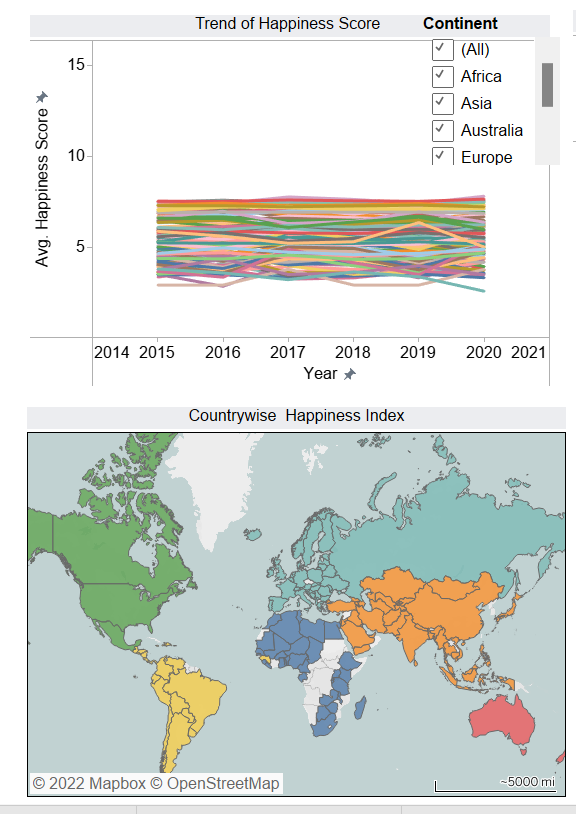 Trend of Happiness Score
Continent
(All)
Africa
Asia
Australia
Europe
15
10
5
Avg. Happiness Score
2014 2015 2016 2017 2018 2019 2020 2021
Year
Countrywise  Happiness Index
© 2022 Mapbox © OpenStreetMap
~5000 mi